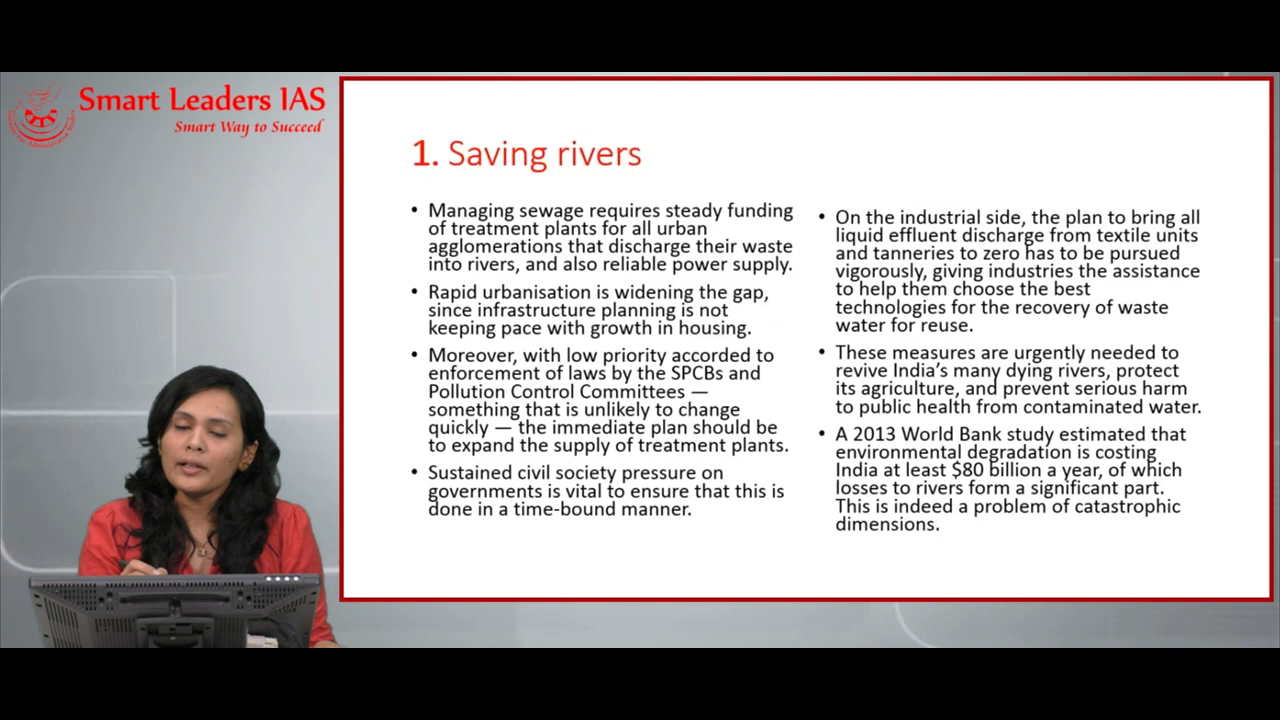 Smart Leaders IAS
Smart Way to Succeed
1. Saving rivers
• Managing sewage requires steady funding
of treatment plants for all urban
agglomerations that discharge their waste
into rivers, and also reliable power supply.
• Rapid urbanisation is widening the gap,
since infrastructure planning is not
keeping pace with growth in housing.
• Moreover, with low priority accorded to
enforcement of laws by the SPCBs and
Pollution Control Committees —
something that is unlikely to change
quickly — the immediate plan should be
to expand the supply of treatment plants.
• Sustained civil society pressure on
governments is vital to ensure that this is
done in a time-bound manner.
• On the industrial side, the plan to bring all
liquid effluent discharge from textile units
and tanneries to zero has to be pursued
vigorously, giving industries the assistance
to help them choose the best
technologies for the recovery of waste
water for reuse.
• These measures are urgently needed to
revive India’s many dying rivers, protect
its agriculture, and prevent serious harm
to public health from contaminated water.
• A 2013 World Bank study estimated that
environmental degradation is costing
India at least $80 billion a year, of which
losses to rivers form a significant part.
This is indeed a problem of catastrophic
dimensions.